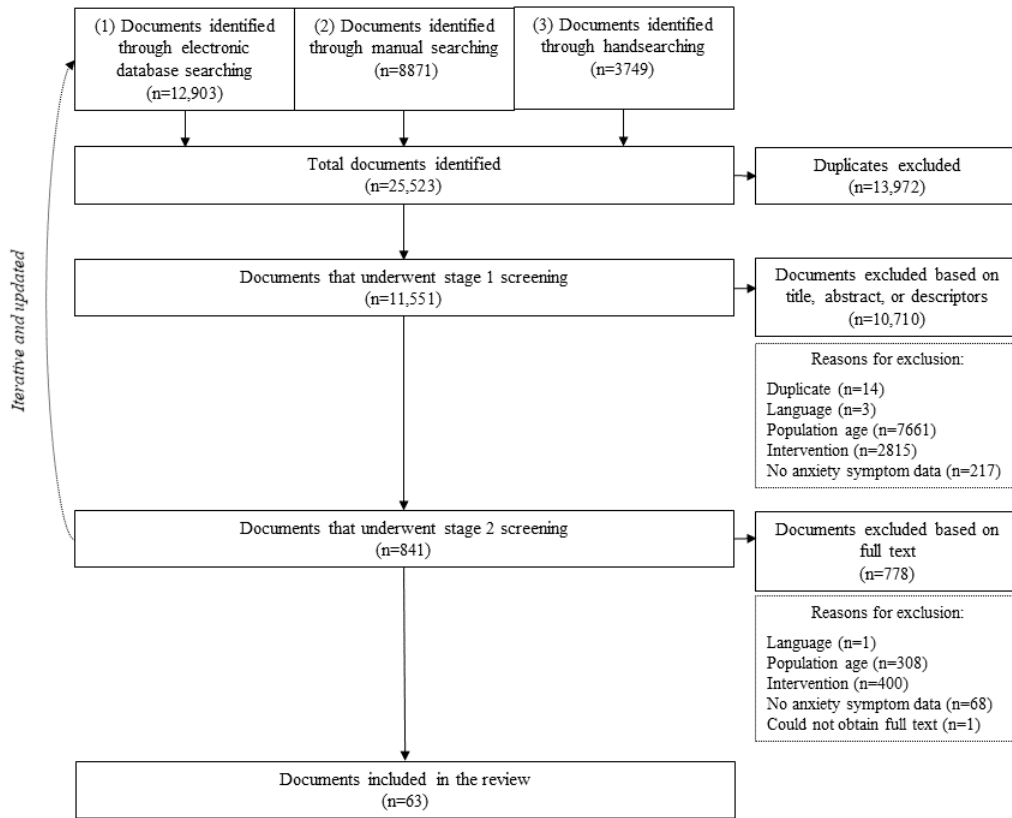 (1) Documents identified
through electronic
database searching
(n=12,903)
(2) Documents identified
through manual searching
(n=8871)
(3) Documents identified
through handsearching
(n=3749)
Total documents identified
(n=25,523)
Duplicates excluded
(n=13,972)
Iterative and updated
Documents that underwent stage 1 screening
(n=11,551)
Documents excluded based on
title, abstract, or descriptors
(n=10,710)
Reasons for exclusion:
Duplicate (n=14)
Language (n=3)
Population age (n=7661)
Intervention (n=2815)
No anxiety symptom data (n=217)
Documents that underwent stage 2 screening
(n=841)
Documents excluded based on
full text
(n=778)
Reasons for exclusion:
Language (n=1)
Population age (n=308)
Intervention (n=400)
No anxiety symptom data (n=68)
Could not obtain full text (n=1)
Documents included in the review
(n=63)